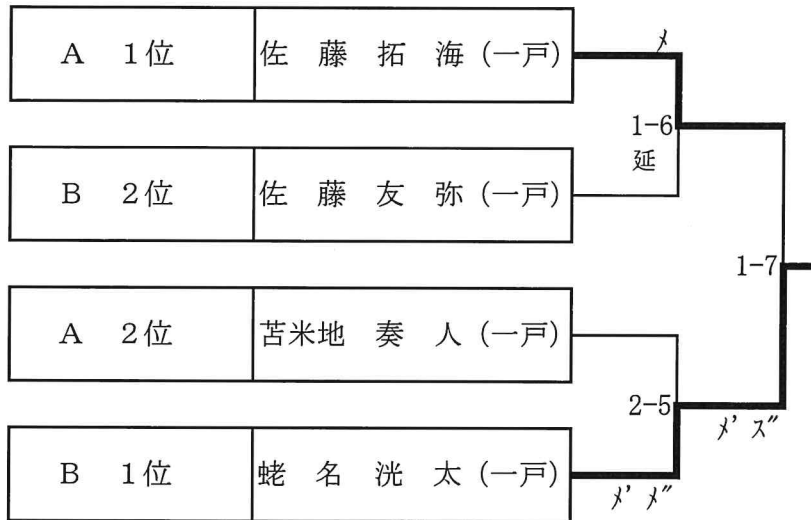 A 1位 佐藤拓海(一戸) メ
1-6
延
B 2位 佐藤友弥(一戸)
1-7
A 2位 苫米地奏人(一戸)
2-5
メ' ズ"
B 1位 蛯名洸太(一戸)
メ' メ"